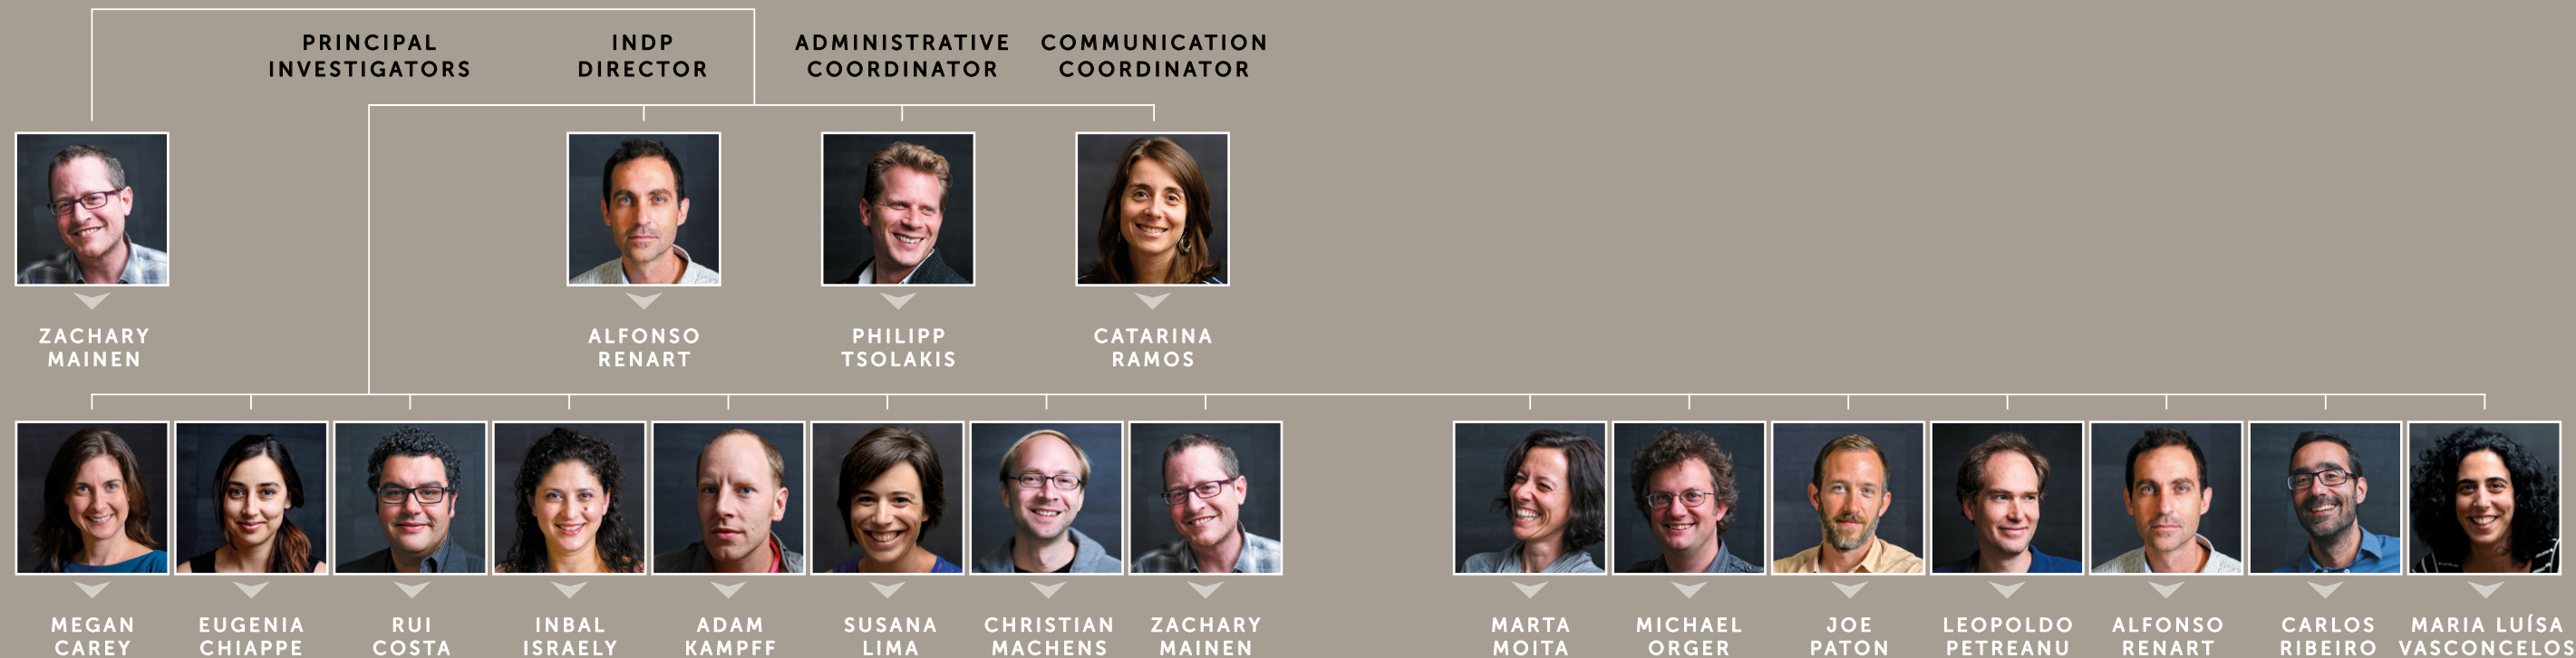 PRINCIPAL
INVESTIGATORS
INDP
DIRECTOR
ADMINISTRATIVE
COORDINATOR
COMMUNICATION
COORDINATOR
ZACHARY
MAINEN
ALFONSO
RENART
PHILIPP
TSOLAKIS
CATARINA
RAMOS
MEGAN
CAREY
EUGENIA
CHIAPPE
RUI
COSTA
INBAL
ISRAELY
ADAM
KAMPFF
SUSANA
LIMA
CHRISTIAN
MACHENS
ZACHARY
MAINEN
MARTA
MOITA
MICHAEL
ORGER
JOE
PATON
LEOPOLDO
PETREANU
ALFONSO
RENART
CARLOS
RIBEIRO
MARIA LUÍSA
VASCONCELOS